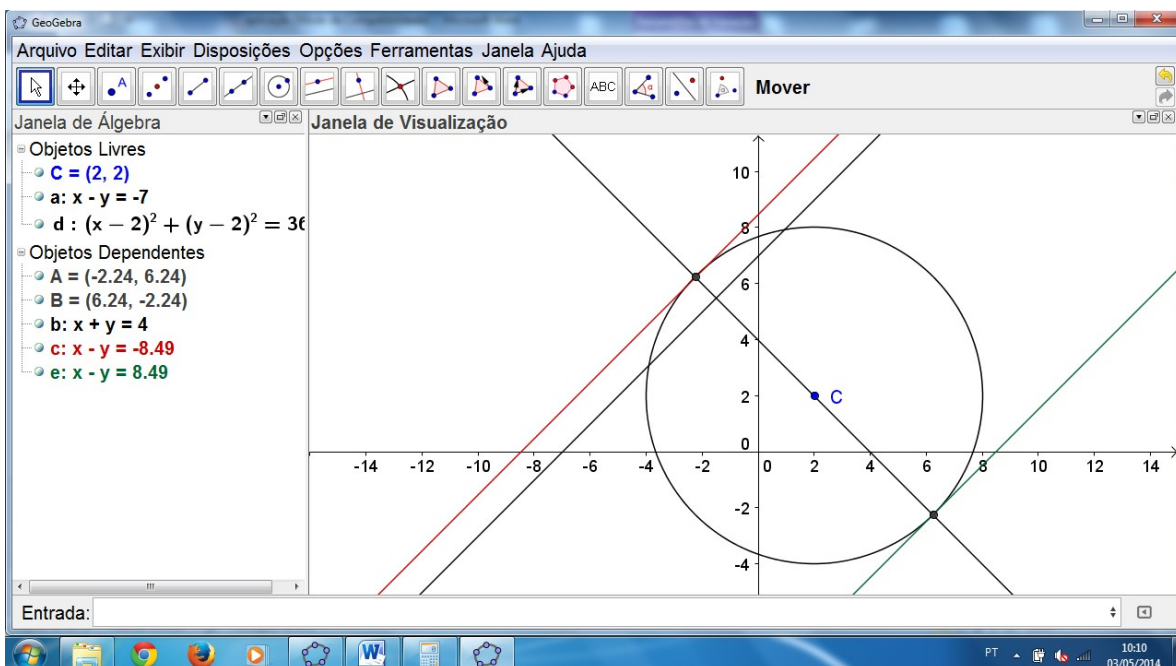 GeoGebra
Arquivo Editar Exibir Disposições Opções Ferramentas Janela Ajuda
A
ABC
Mover
Janela de Álgebra
Janela de Visualização
Objetos Livres
C = (2, 2)
a: x - y = -7
d : (x − 2)² + (y − 2)² = 36
Objetos Dependentes
A = (-2.24, 6.24)
B = (6.24, -2.24)
b: x + y = 4
c: x - y = -8.49
e: x - y = 8.49
10
8
6
4
2
0
-2
-4
-14 -12 -10 -8 -6 -4 -2 0 2 4 6 8 10 12 14
C
Entrada:
PT
10:10
03/05/2014